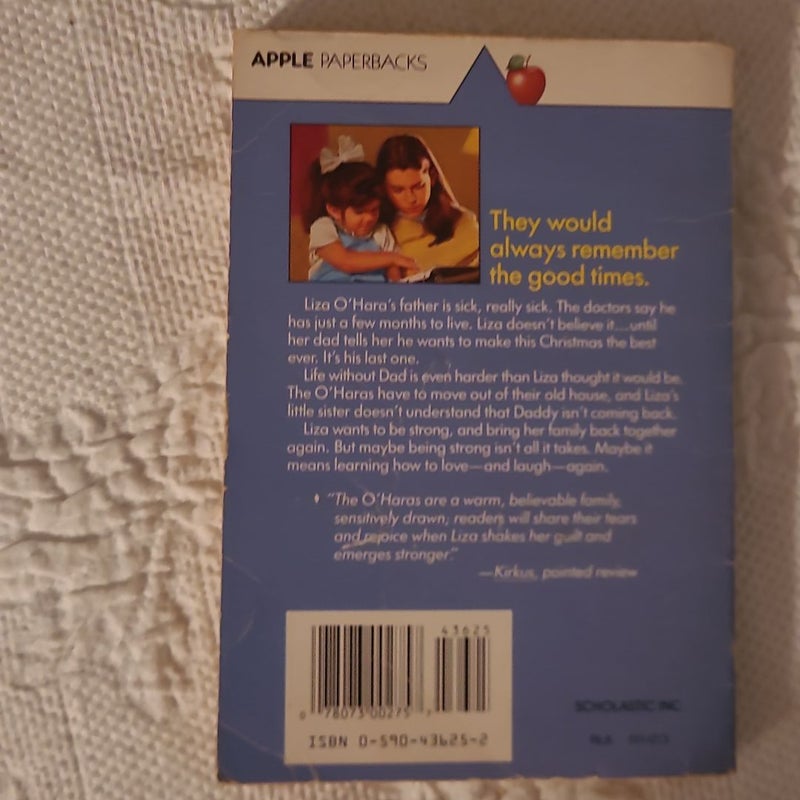 APPLE PAPERBACKS
They would
always remember
the good times.
Liza O'Hara's father is sick, really sick. The doctors say he
has just a few months to live. Liza doesn't believe it...until
her dad tells her he wants to make this Christmas the best
ever. It's his last one.
Life without Dad is even harder than Liza thought it would be.
The O'Haras have to move out of their old house, and Liza's
little sister doesn't understand that Daddy isn't coming back.
Liza wants to be strong, and bring her family back together
again. But maybe being strong isn't all it takes. Maybe it
means learning how to love—and laugh—again.
"The O'Haras are a warm, believable family,
sensitively drawn; readers will share their tears
and rejoice when Liza shakes her guilt and
emerges stronger."
—Kirkus, pointed review
43625
0 78073 00275 7
ISBN 0-590-43625-2
SCHOLASTIC INC